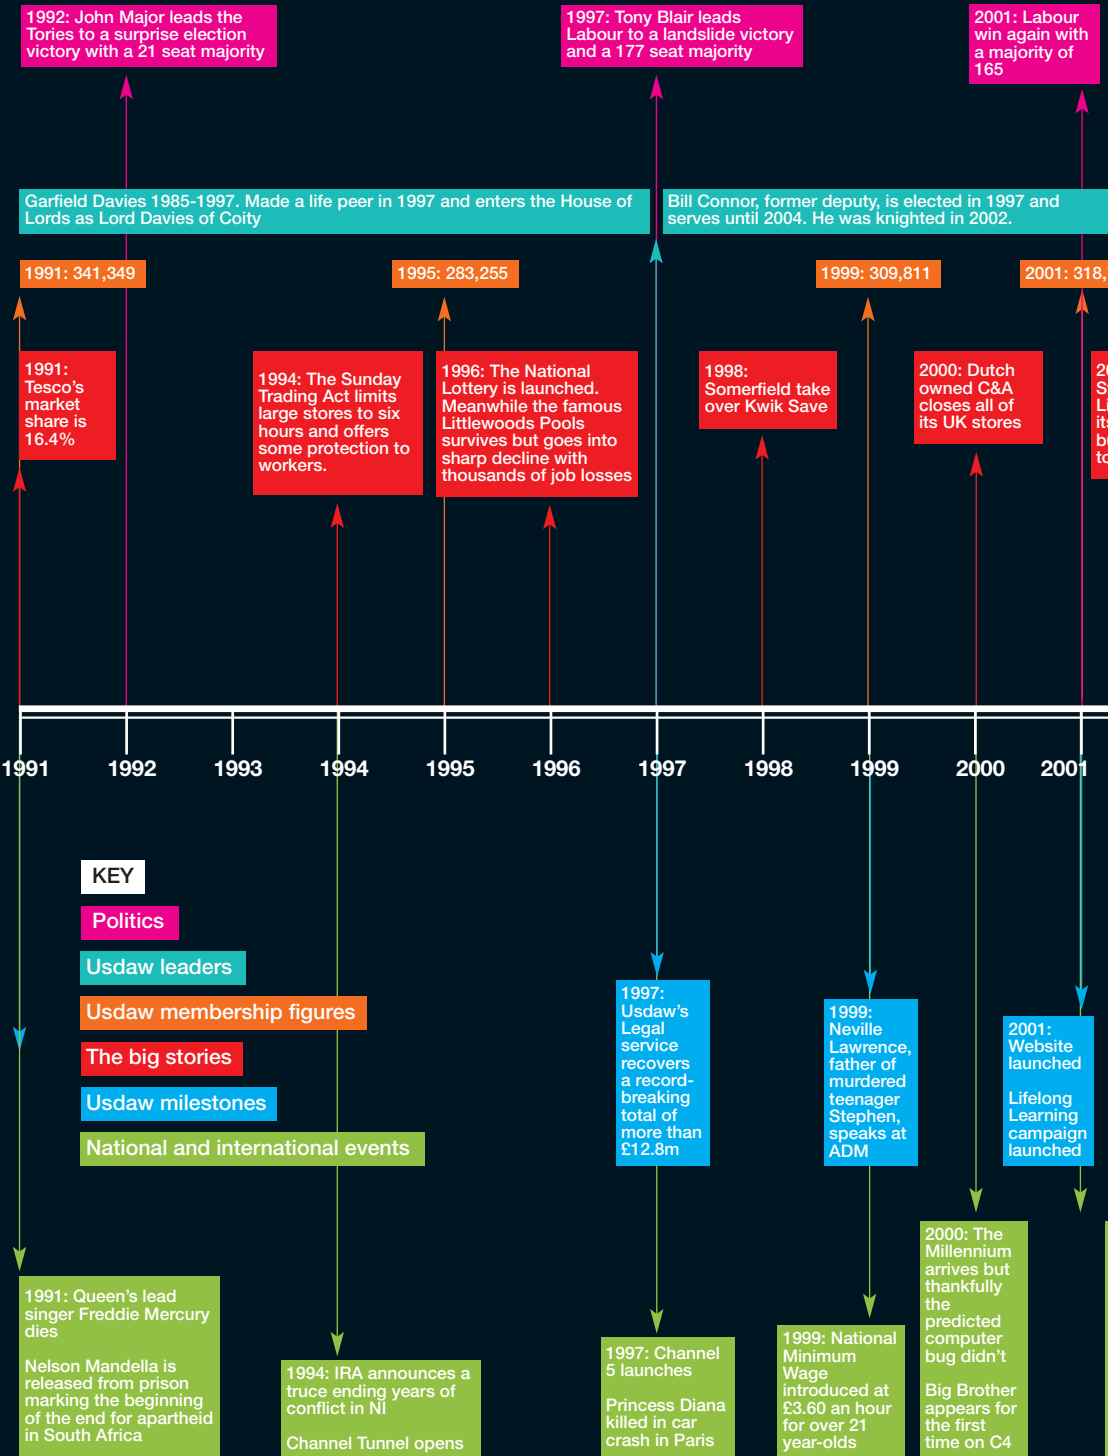 1992: John Major leads the
Tories to a surprise election
victory with a 21 seat majority
1997: Tony Blair leads
Labour to a landslide victory
and a 177 seat majority
2001: Labour
win again with
a majority of
165
Garfield Davies 1985-1997. Made a life peer in 1997 and enters the House of
Lords as Lord Davies of Coity
Bill Connor, former deputy, is elected in 1997 and
serves until 2004. He was knighted in 2002.
1991: 341,349
1995: 283,255
1999: 309,811
2001: 318,
1991:
Tesco's
market
share is
16.4%
1994: The Sunday
Trading Act limits
large stores to six
hours and offers
some protection to
workers.
1996: The National
Lottery is launched.
Meanwhile the famous
Littlewoods Pools
survives but goes into
sharp decline with
thousands of job losses
1998:
Somerfield take
over Kwik Save
2000: Dutch
owned C&A
closes all of
its UK stores
1991
1992
1993
1994
1995
1996
1997
1998
1999
2000
2001
KEY
Politics
Usdaw leaders
Usdaw membership figures
The big stories
Usdaw milestones
National and international events
1997:
Usdaw's
Legal
service
recovers
a record-
breaking
total of
more than
£12.8m
1999:
Neville
Lawrence,
father of
murdered
teenager
Stephen,
speaks at
ADM
2001:
Website
launched
Lifelong
Learning
campaign
launched
1991: Queen's lead
singer Freddie Mercury
dies
Nelson Mandella is
released from prison
marking the beginning
of the end for apartheid
in South Africa
1994: IRA announces a
truce ending years of
conflict in NI
Channel Tunnel opens
1997: Channel
5 launches
Princess Diana
killed in car
crash in Paris
1999: National
Minimum
Wage
introduced at
£3.60 an hour
for over 21
year-olds
2000: The
Millennium
arrives but
thankfully
the
predicted
computer
bug didn't
Big Brother
appears for
the first
time on C4